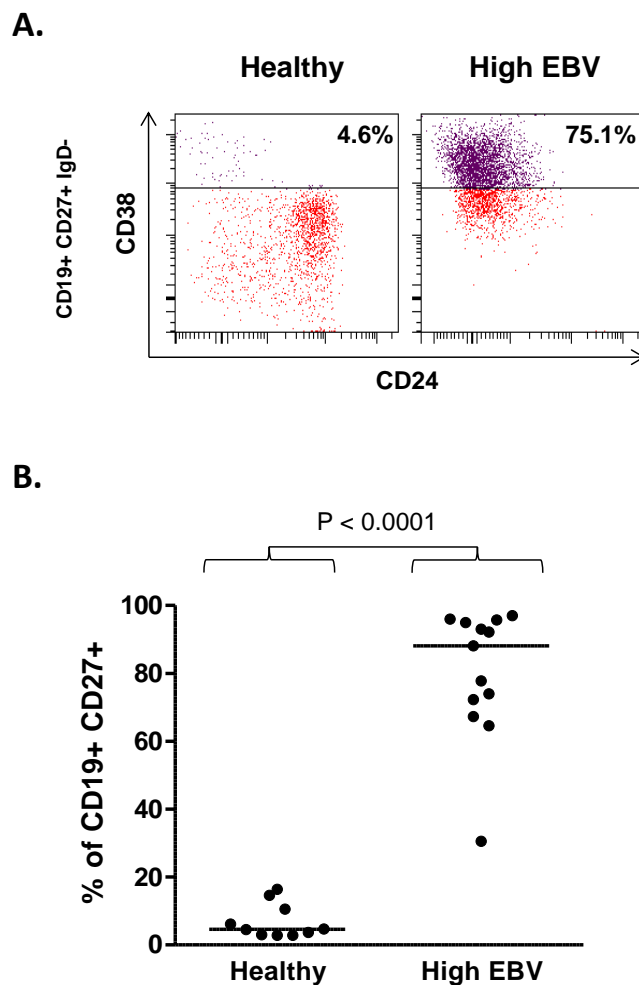 A.
Healthy High EBV
4.6% 75.1%
CD19+ CD27+ IgD-
CD38
CD24
B.
P < 0.0001
% of CD19+ CD27+
100
80
60
40
20
0
Healthy High EBV